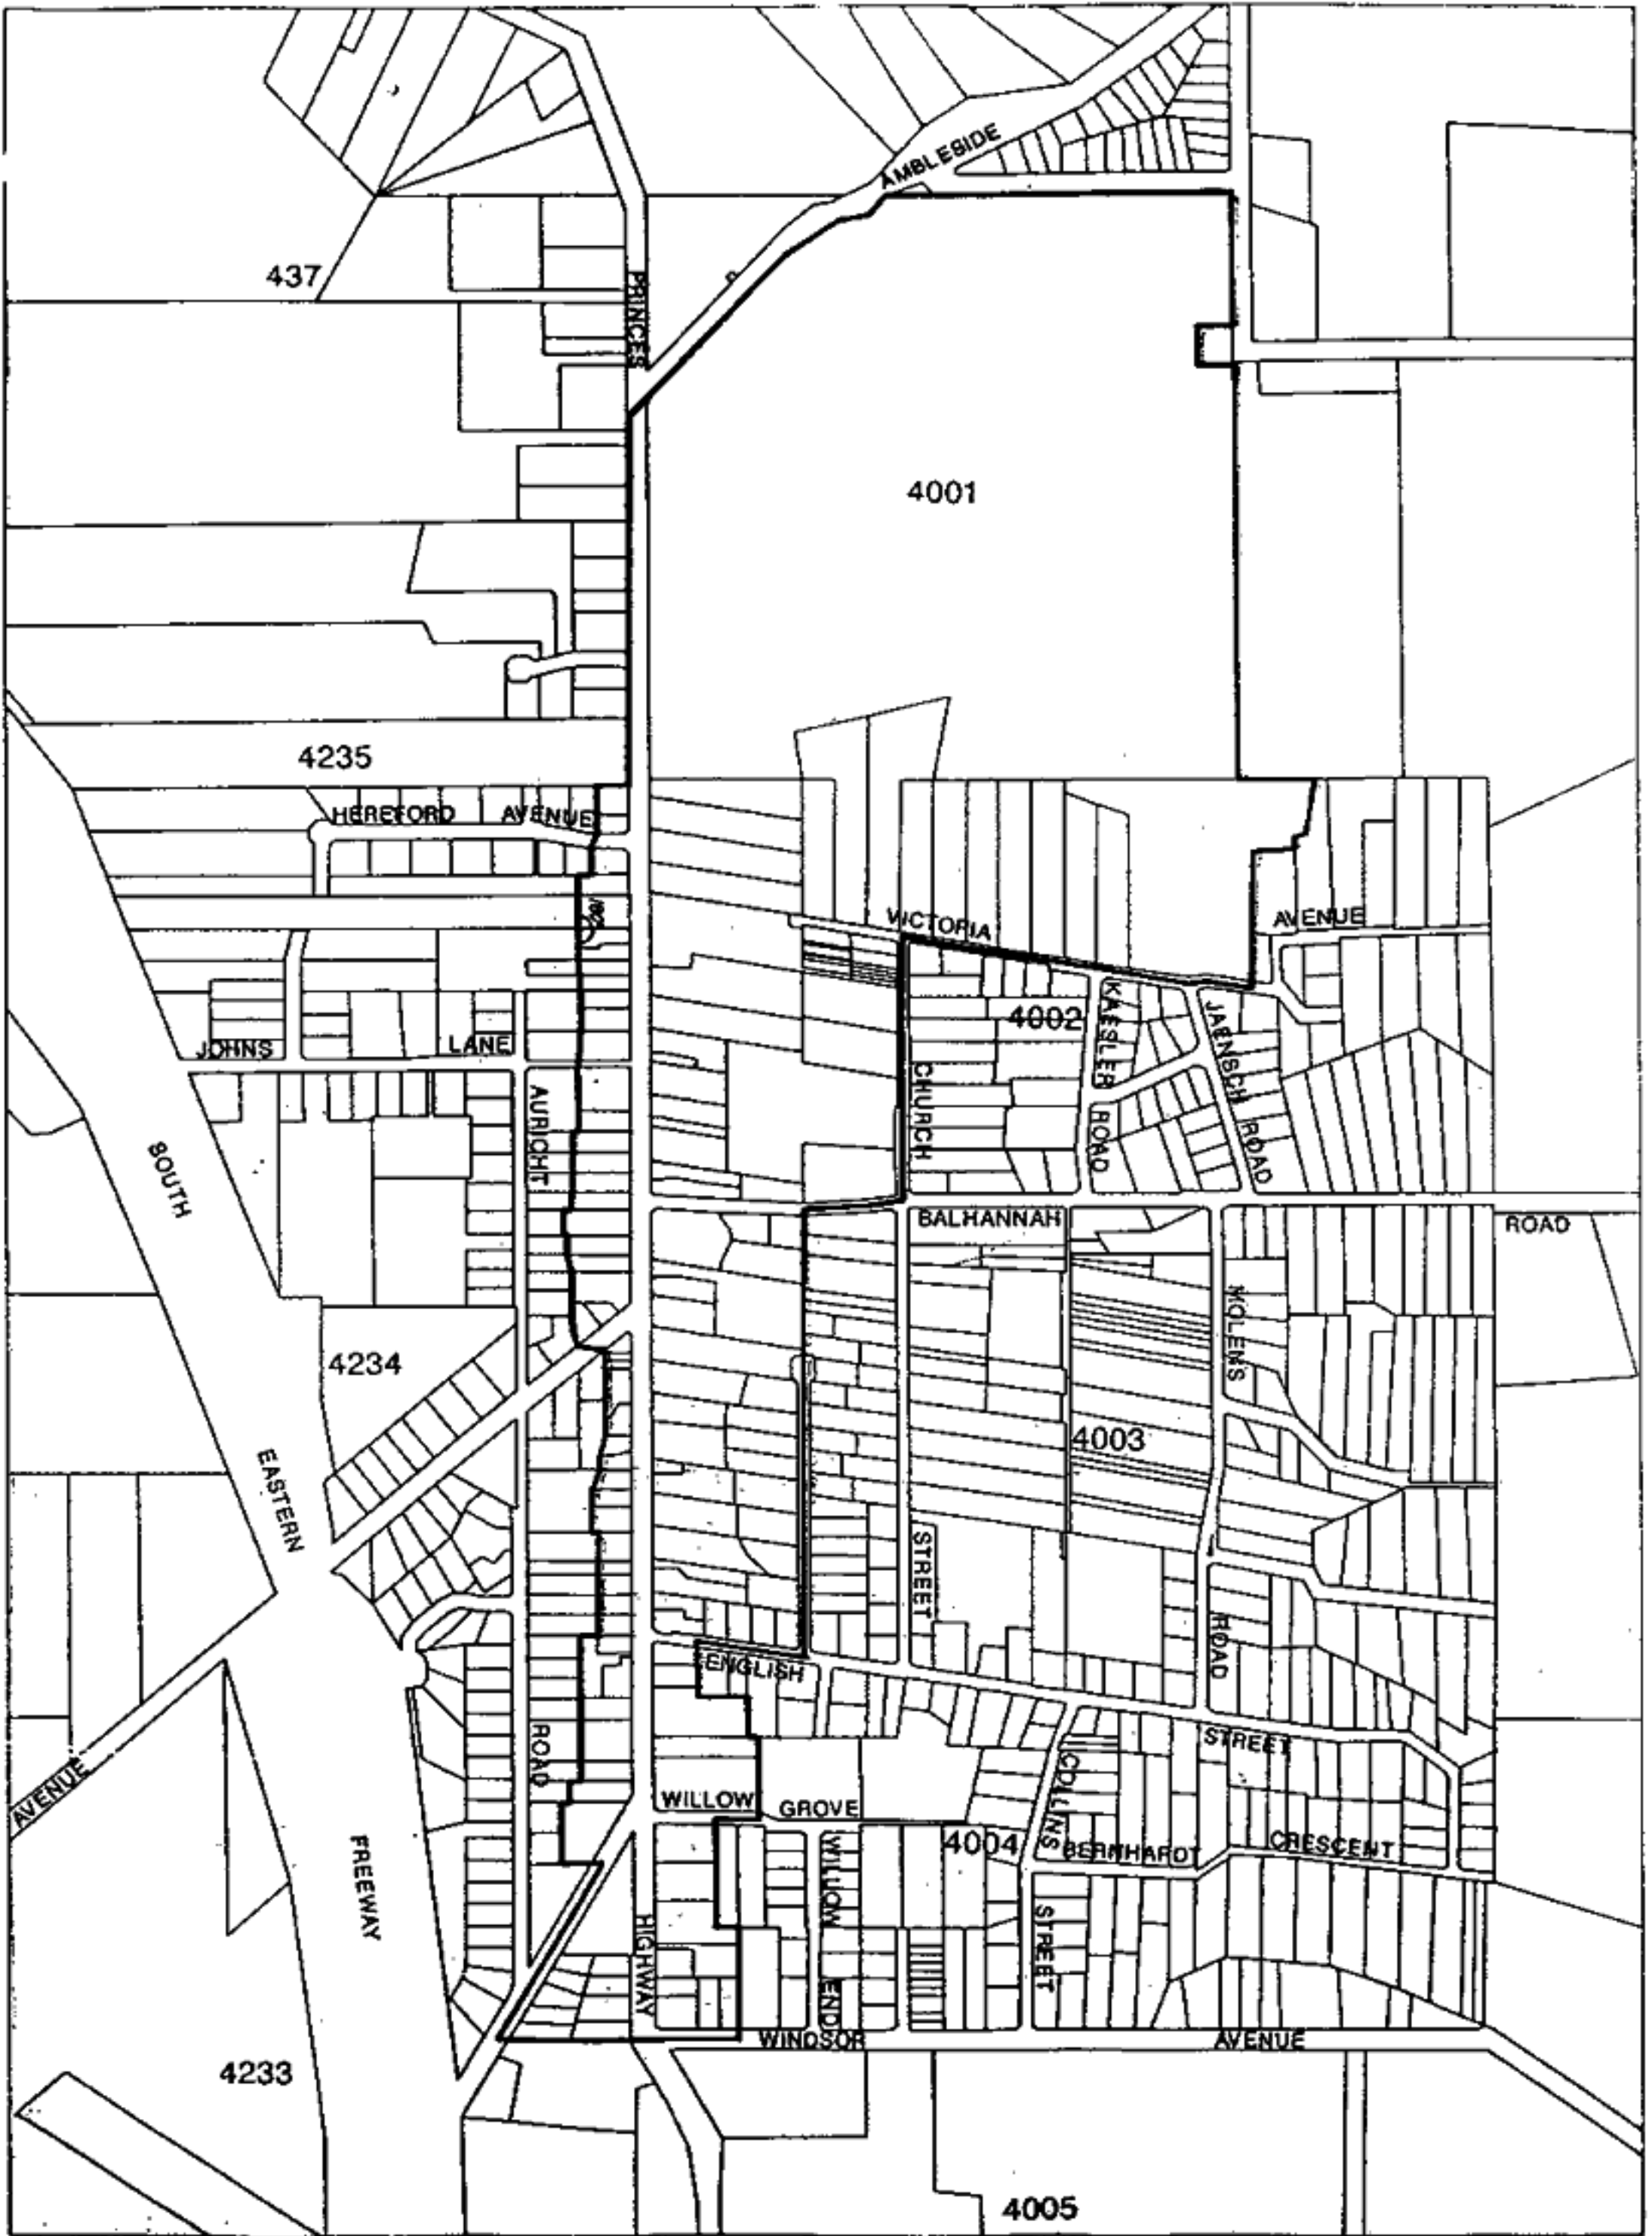 AMBLESIDE
437
PRINCES
4001
4235
HEREFORD AVENUE
VICTORIA
AVENUE
4002
KAESLER
ROAD
JAENSCH
ROAD
JOHNS
LANE
CHURCH
AURICHT
SOUTH
BALHANNAH
ROAD
MOLENS
4234
4003
EASTERN
STREET
ROAD
ENGLISH
STREET
ROAD
AVENUE
COLLINS
WILLOW
GROVE
4004
BERNHARDT
CRESCENT
FREEWAY
WILLOW
END
HIGHWAY
STREET
WINDSOR
AVENUE
4233
4005